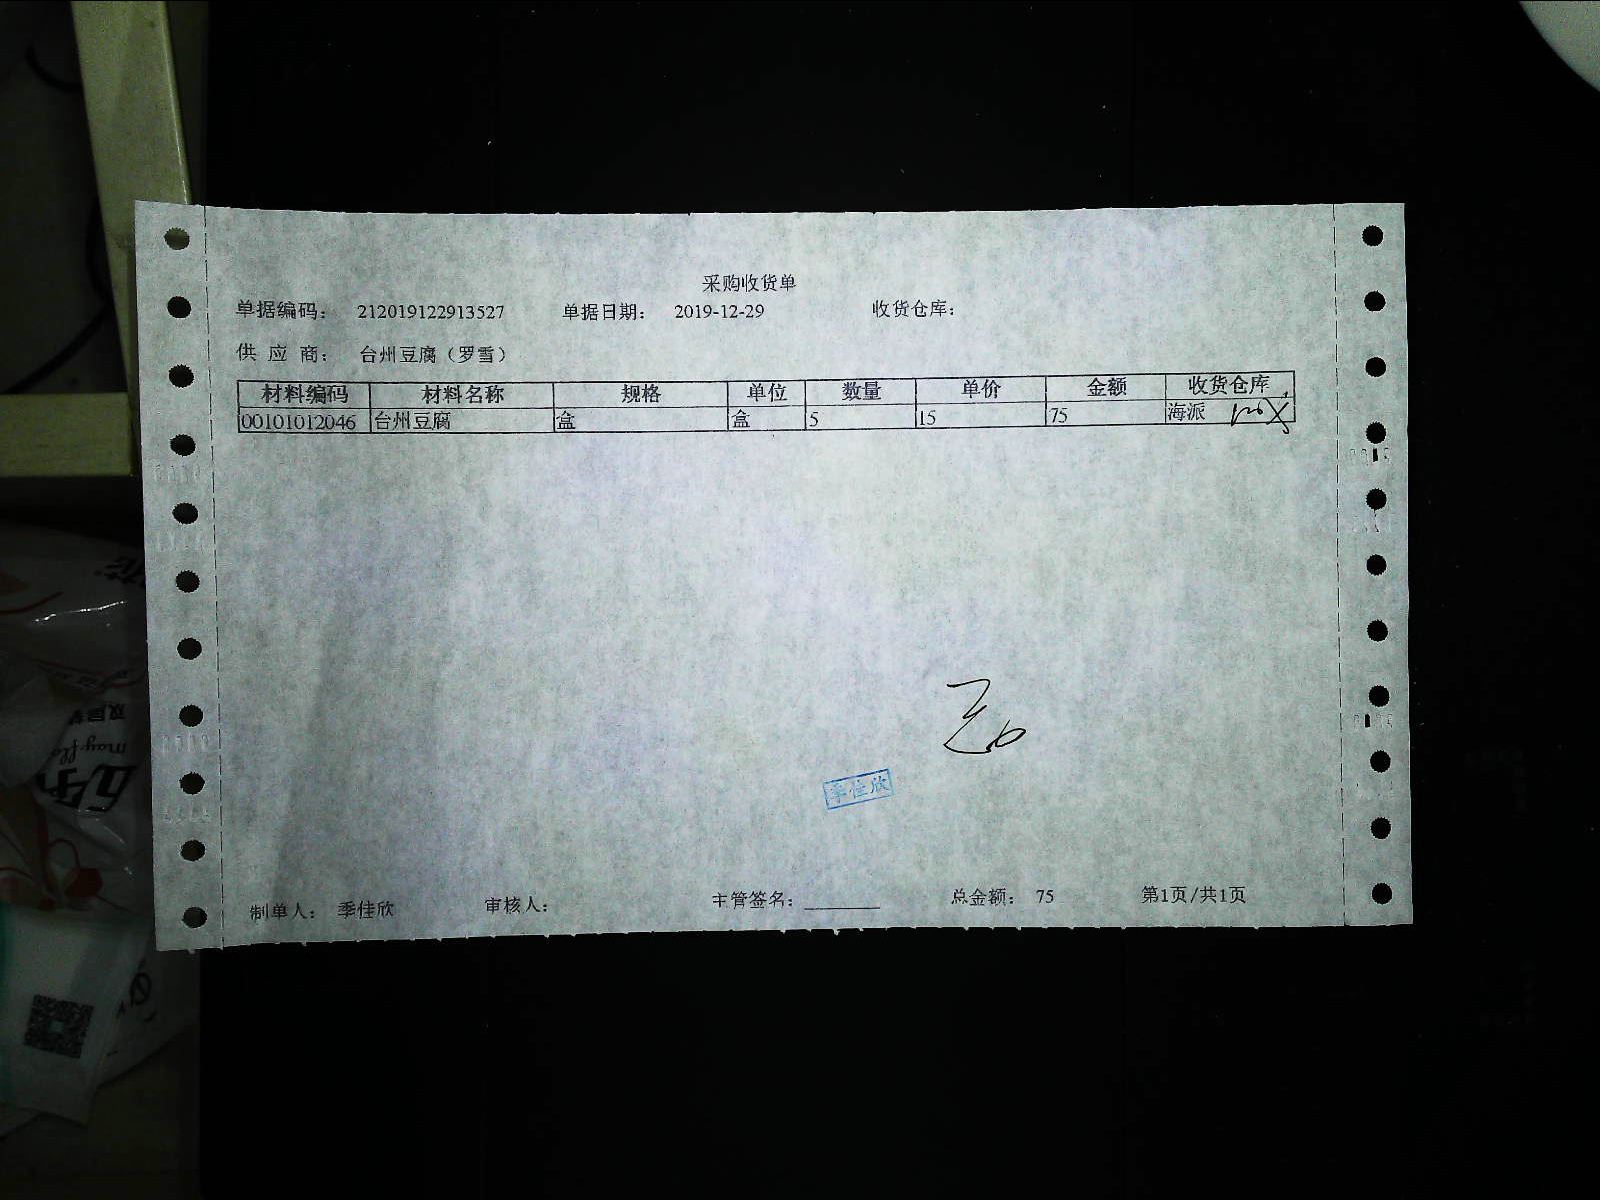 采购收货单
单据编码： 212019122913527 单据日期： 2019-12-29 收货仓库：
供 应 商： 台州豆腐（罗雪）
材料编码 材料名称 规格 单位 数量 单价 金额 收货仓库
00101012046 台州豆腐 盒 盒 5 15 75 海派
季佳欣
制单人： 季佳欣 审核人： 主管签名：________ 总金额： 75 第1页/共1页